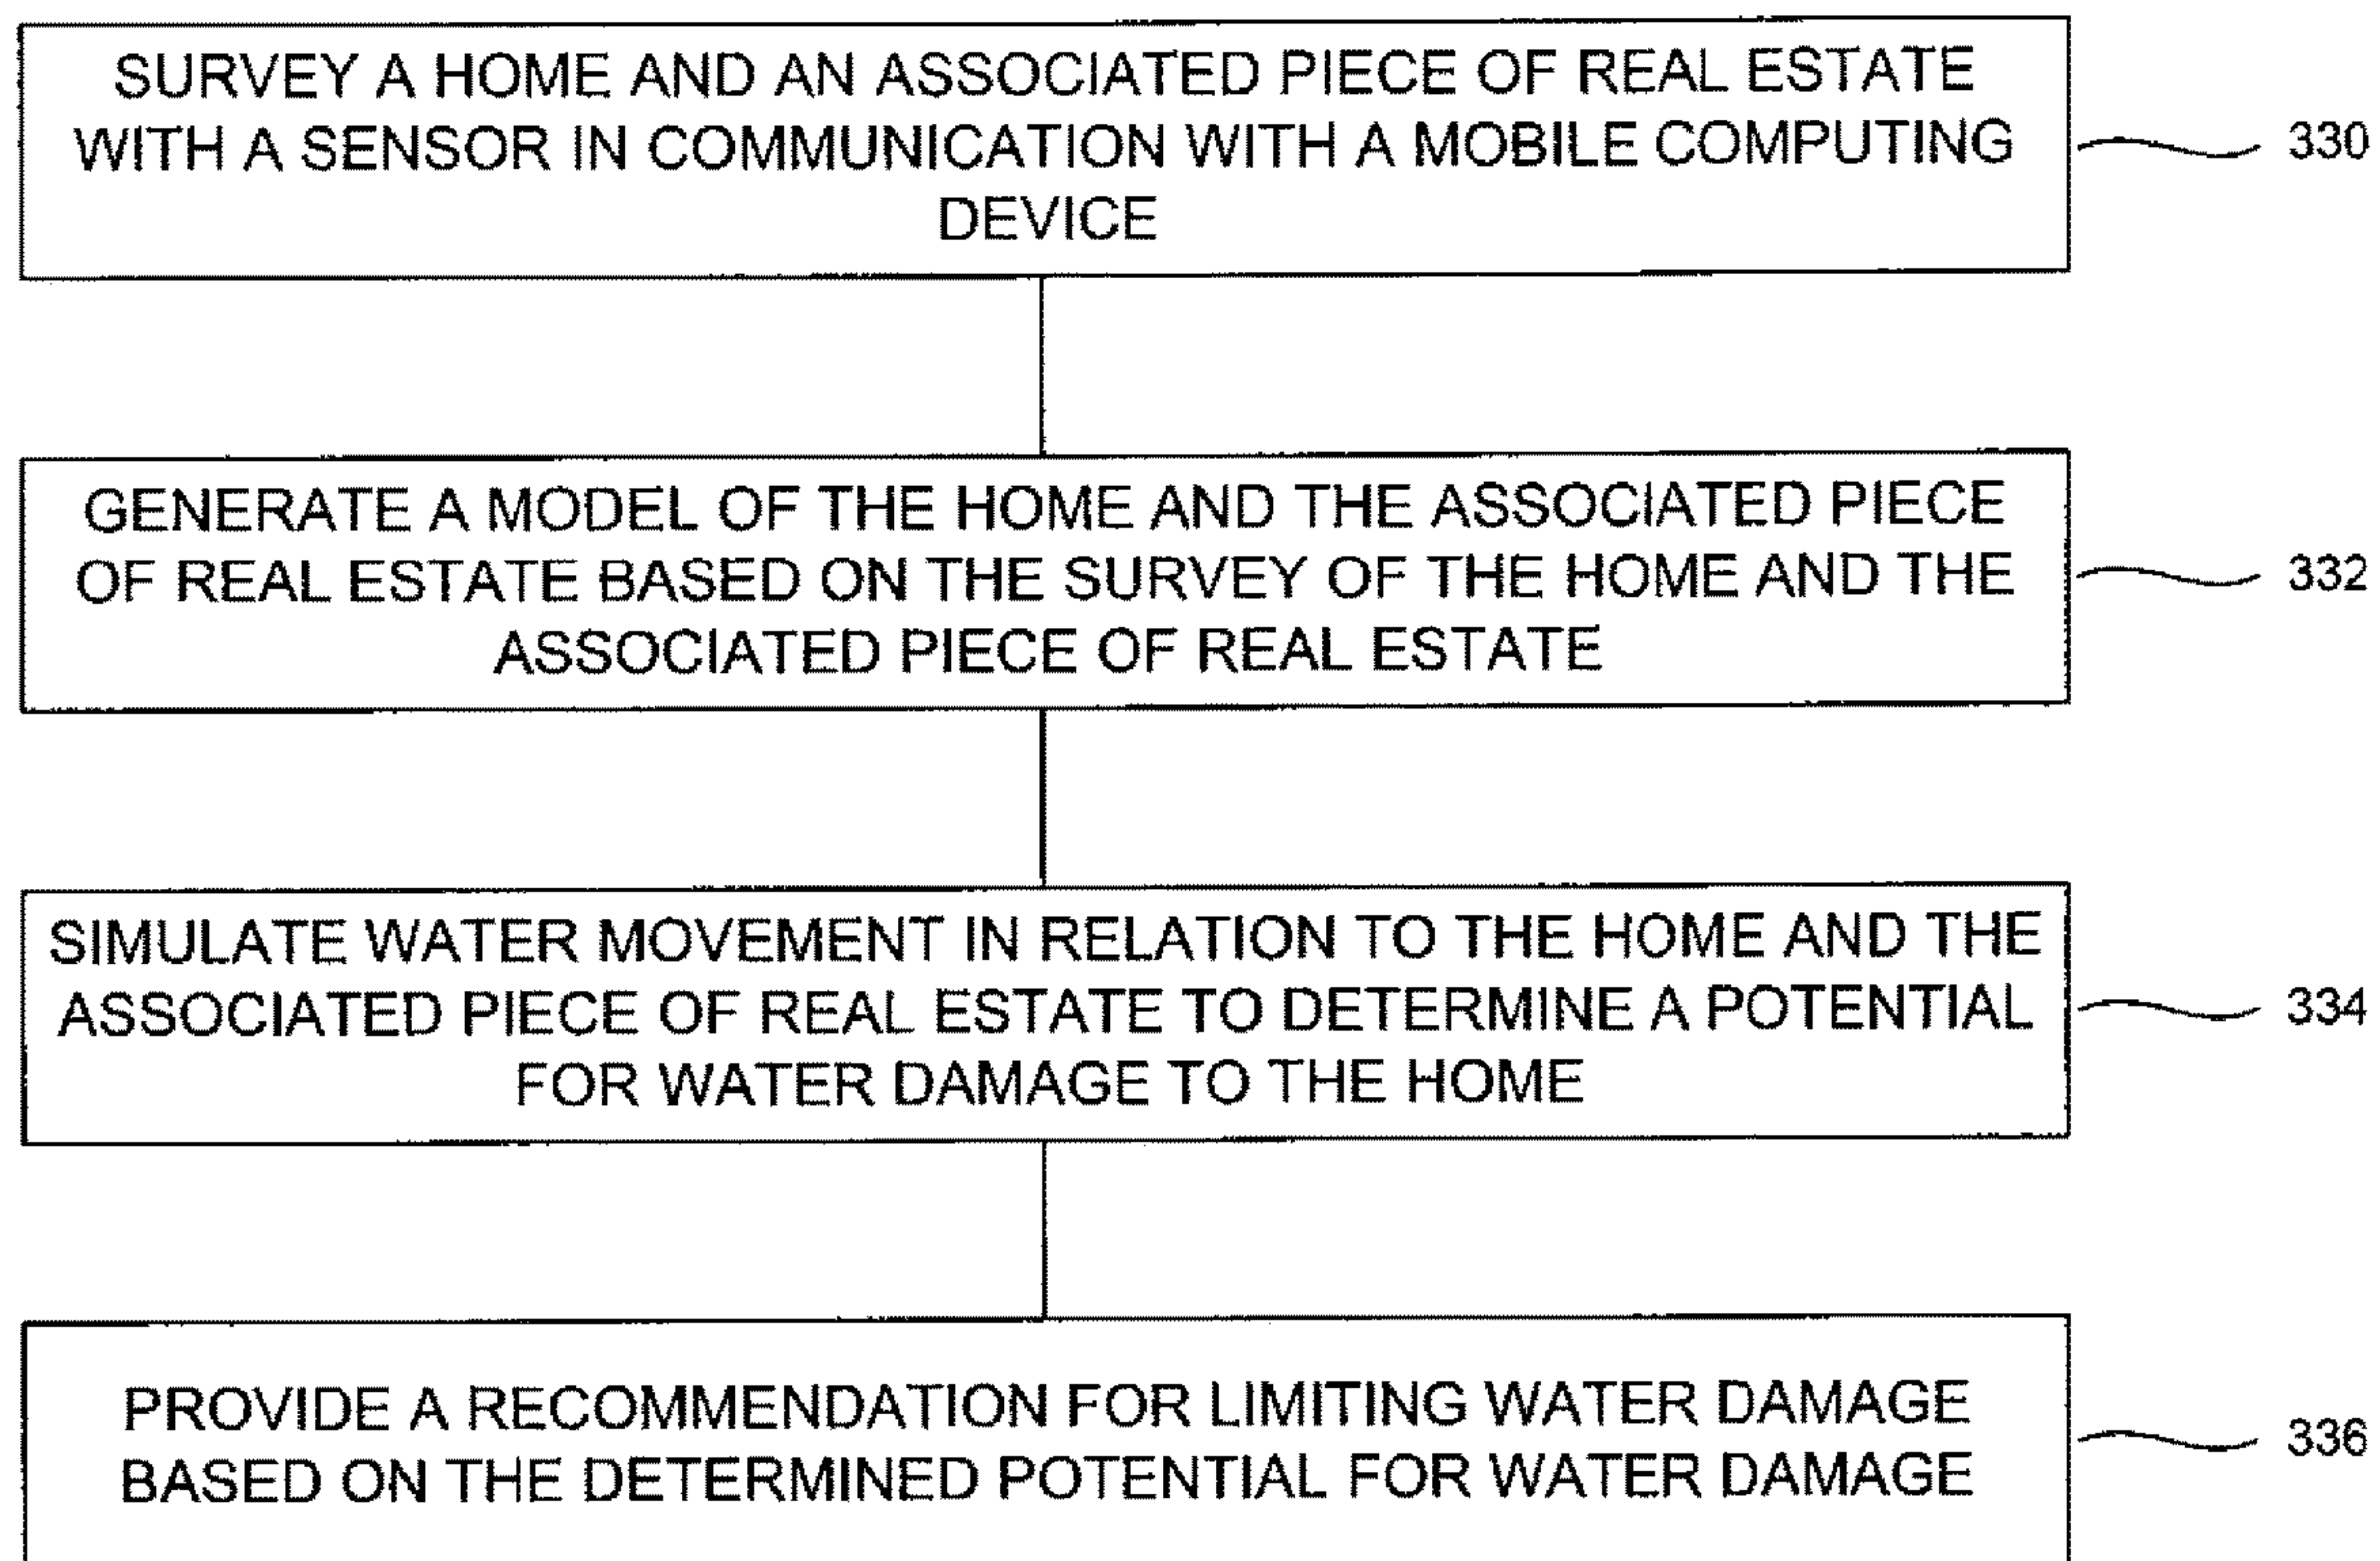 SURVEY A HOME AND AN ASSOCIATED PIECE OF REAL ESTATE
WITH A SENSOR IN COMMUNICATION WITH A MOBILE COMPUTING
DEVICE
330
GENERATE A MODEL OF THE HOME AND THE ASSOCIATED PIECE
OF REAL ESTATE BASED ON THE SURVEY OF THE HOME AND THE
ASSOCIATED PIECE OF REAL ESTATE
332
SIMULATE WATER MOVEMENT IN RELATION TO THE HOME AND THE
ASSOCIATED PIECE OF REAL ESTATE TO DETERMINE A POTENTIAL
FOR WATER DAMAGE TO THE HOME
334
PROVIDE A RECOMMENDATION FOR LIMITING WATER DAMAGE
BASED ON THE DETERMINED POTENTIAL FOR WATER DAMAGE
336